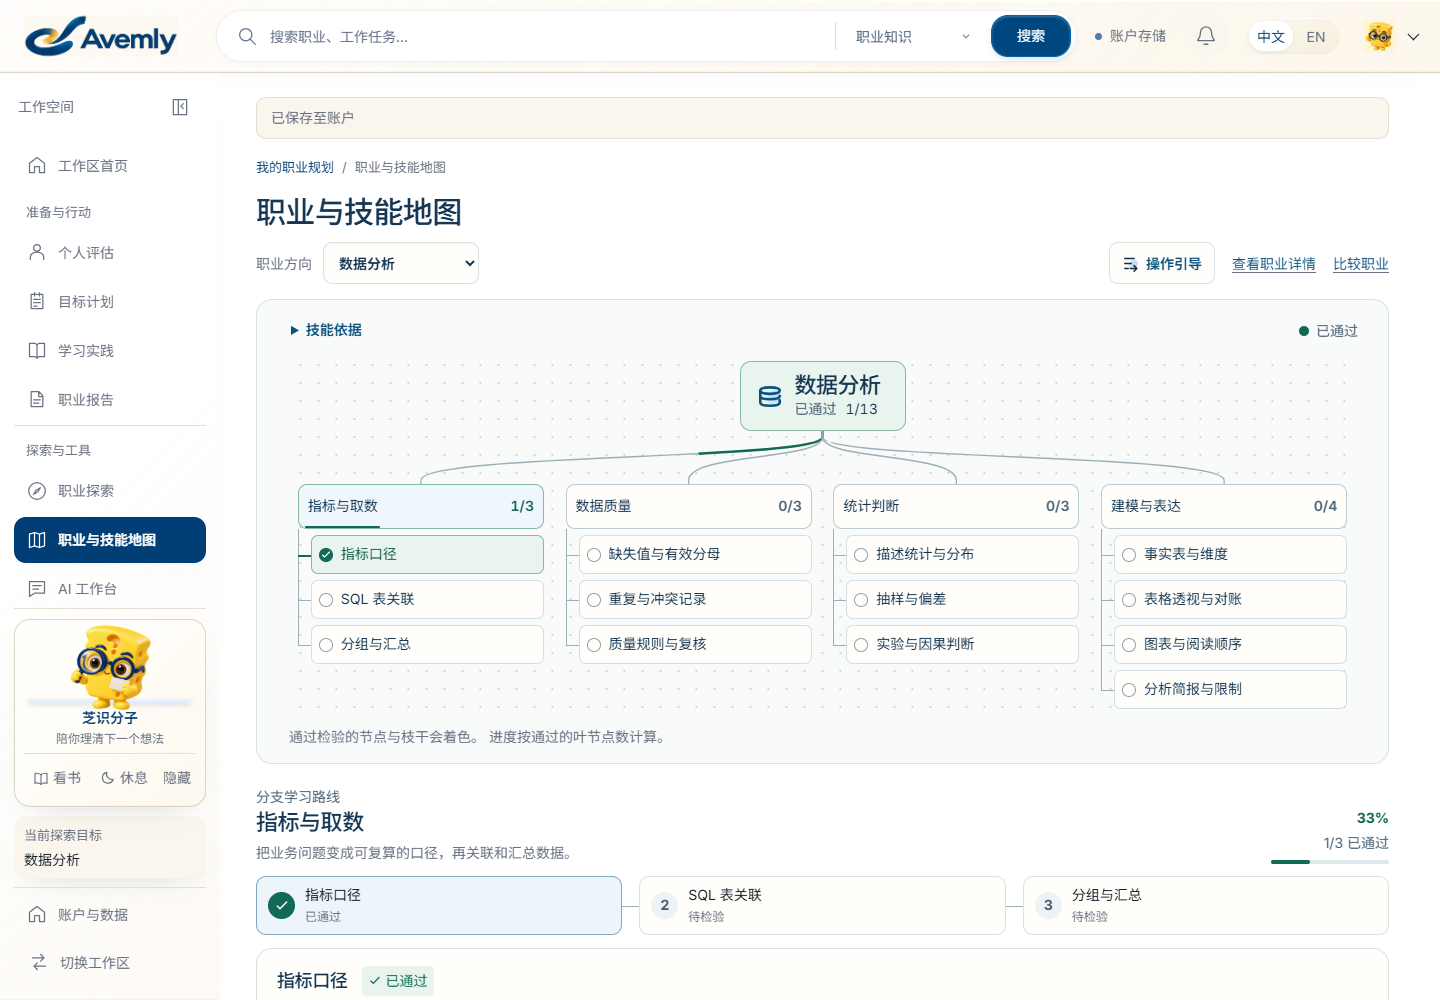 Avemly
搜索职业、工作任务...
职业知识
搜索
账户存储
中文
EN
工作空间
工作区首页
准备与行动
个人评估
目标计划
学习实践
职业报告
探索与工具
职业探索
职业与技能地图
AI 工作台
芝识分子
陪你理清下一个想法
看书
休息
隐藏
当前探索目标
数据分析
账户与数据
切换工作区
已保存至账户
我的职业规划 / 职业与技能地图
职业与技能地图
职业方向
数据分析
操作引导
查看职业详情
比较职业
技能依据
已通过
数据分析
已通过 1/13
指标与取数 1/3
指标口径
SQL 表关联
分组与汇总
数据质量 0/3
缺失值与有效分母
重复与冲突记录
质量规则与复核
统计判断 0/3
描述统计与分布
抽样与偏差
实验与因果判断
建模与表达 0/4
事实表与维度
表格透视与对账
图表与阅读顺序
分析简报与限制
通过检验的节点与枝干会着色。 进度按通过的叶节点数计算。
分支学习路线
指标与取数
把业务问题变成可复算的口径，再关联和汇总数据。
33%
1/3 已通过
指标口径
已通过
2
SQL 表关联
待检验
3
分组与汇总
待检验
指标口径
已通过